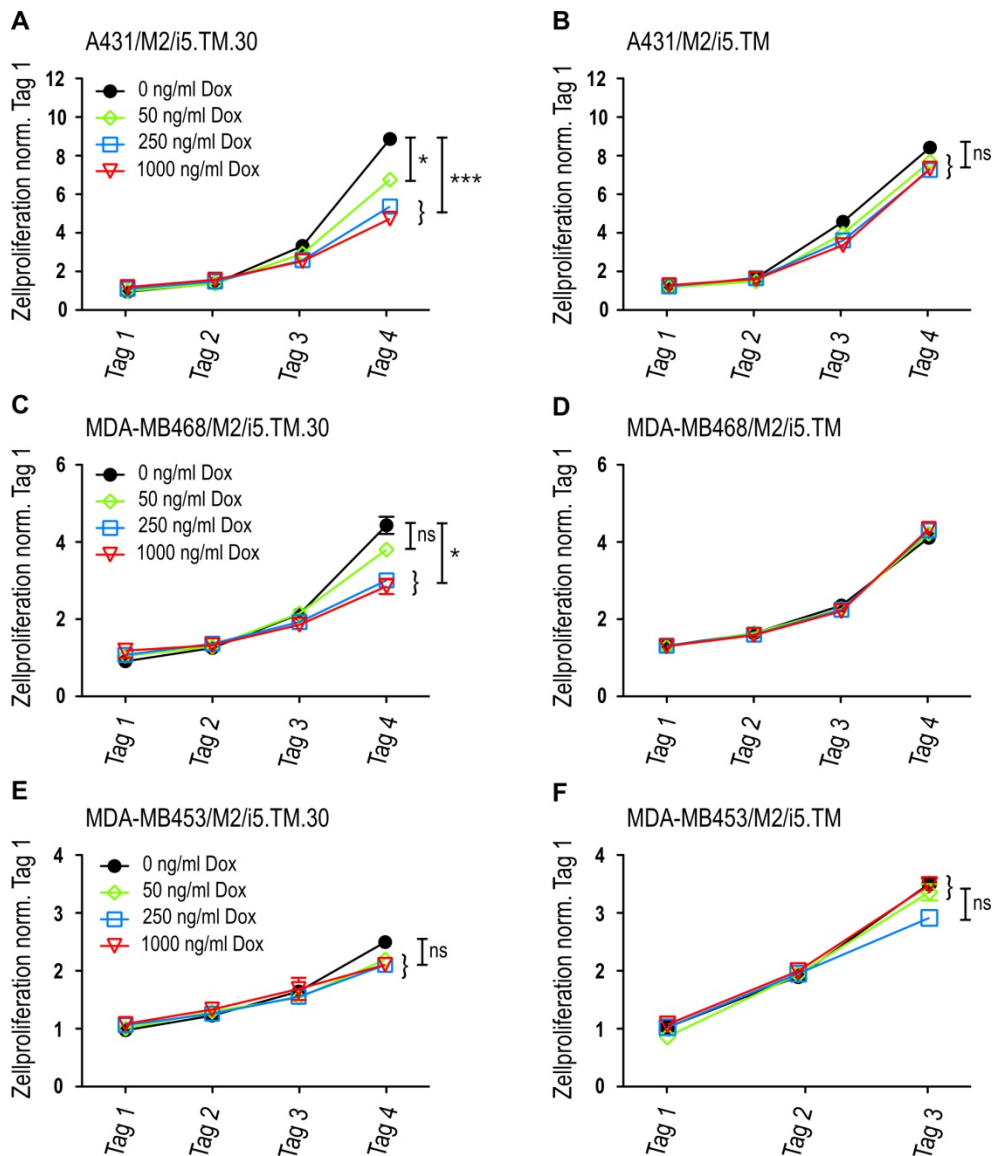 A
A431/M2/i5.TM.30
Zellproliferation norm. Tag 1
12
10
8
6
4
2
0
0 ng/ml Dox
50 ng/ml Dox
250 ng/ml Dox
1000 ng/ml Dox
*
***
}
Tag 1
Tag 2
Tag 3
Tag 4
B
A431/M2/i5.TM
Zellproliferation norm. Tag 1
12
10
8
6
4
2
0
}
ns
Tag 1
Tag 2
Tag 3
Tag 4
C
MDA-MB468/M2/i5.TM.30
Zellproliferation norm. Tag 1
6
4
2
0
0 ng/ml Dox
50 ng/ml Dox
250 ng/ml Dox
1000 ng/ml Dox
ns
*
}
Tag 1
Tag 2
Tag 3
Tag 4
D
MDA-MB468/M2/i5.TM
Zellproliferation norm. Tag 1
6
4
2
0
Tag 1
Tag 2
Tag 3
Tag 4
E
MDA-MB453/M2/i5.TM.30
Zellproliferation norm. Tag 1
4
3
2
1
0
0 ng/ml Dox
50 ng/ml Dox
250 ng/ml Dox
1000 ng/ml Dox
ns
}
Tag 1
Tag 2
Tag 3
Tag 4
F
MDA-MB453/M2/i5.TM
Zellproliferation norm. Tag 1
4
3
2
1
0
}
ns
Tag 1
Tag 2
Tag 3